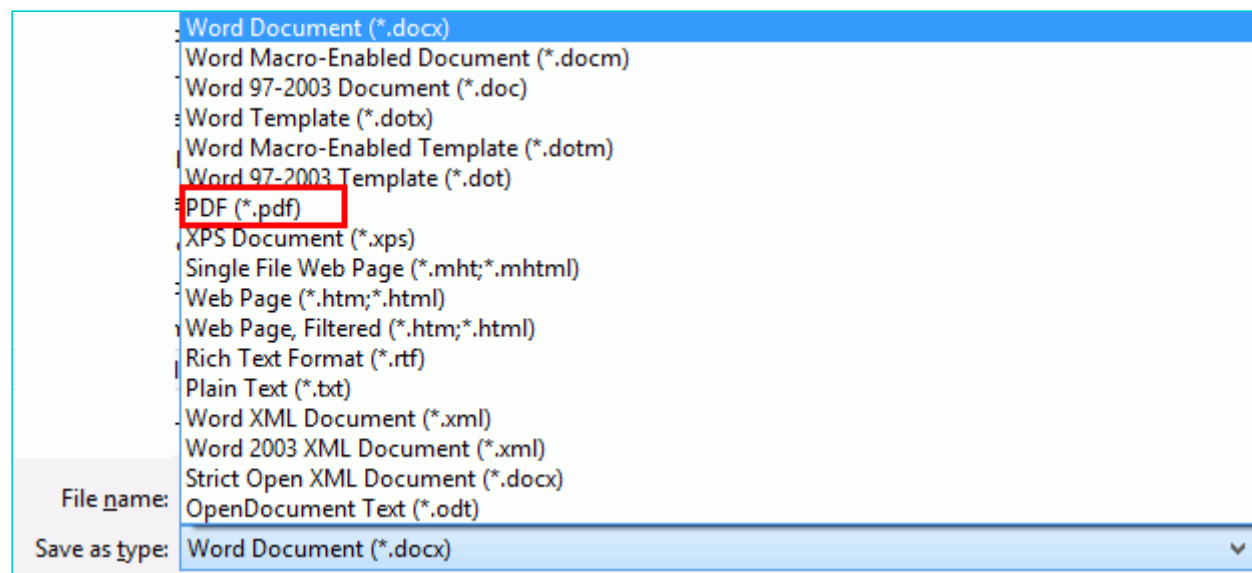 Word Document (*.docx)
Word Macro-Enabled Document (*.docm)
Word 97-2003 Document (*.doc)
Word Template (*.dotx)
Word Macro-Enabled Template (*.dotm)
Word 97-2003 Template (*.dot)
PDF (*.pdf)
XPS Document (*.xps)
Single File Web Page (*.mht;*.mhtml)
Web Page (*.htm;*.html)
Web Page, Filtered (*.htm;*.html)
Rich Text Format (*.rtf)
Plain Text (*.txt)
Word XML Document (*.xml)
Word 2003 XML Document (*.xml)
Strict Open XML Document (*.docx)
OpenDocument Text (*.odt)
File name:
Save as type: Word Document (*.docx)